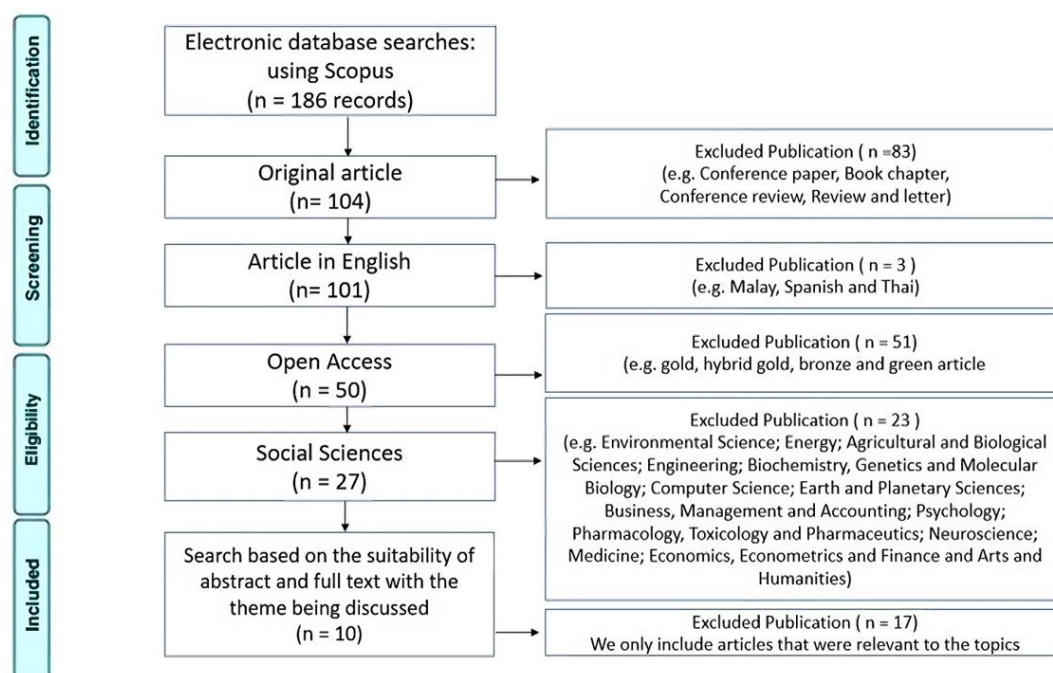 Identification
Electronic database searches:
using Scopus
(n = 186 records)
Original article
(n= 104)
Excluded Publication ( n =83)
(e.g. Conference paper, Book chapter,
Conference review, Review and letter)
Screening
Article in English
(n= 101)
Excluded Publication ( n = 3 )
(e.g. Malay, Spanish and Thai)
Eligibility
Open Access
(n = 50)
Excluded Publication ( n = 51)
(e.g. gold, hybrid gold, bronze and green article
Social Sciences
(n = 27)
Excluded Publication ( n = 23 )
(e.g. Environmental Science; Energy; Agricultural and Biological
Sciences; Engineering; Biochemistry, Genetics and Molecular
Biology; Computer Science; Earth and Planetary Sciences;
Business, Management and Accounting; Psychology;
Pharmacology, Toxicology and Pharmaceutics; Neuroscience;
Medicine; Economics, Econometrics and Finance and Arts and
Humanities)
Included
Search based on the suitability of
abstract and full text with the
theme being discussed
(n = 10)
Excluded Publication ( n = 17)
We only include articles that were relevant to the topics